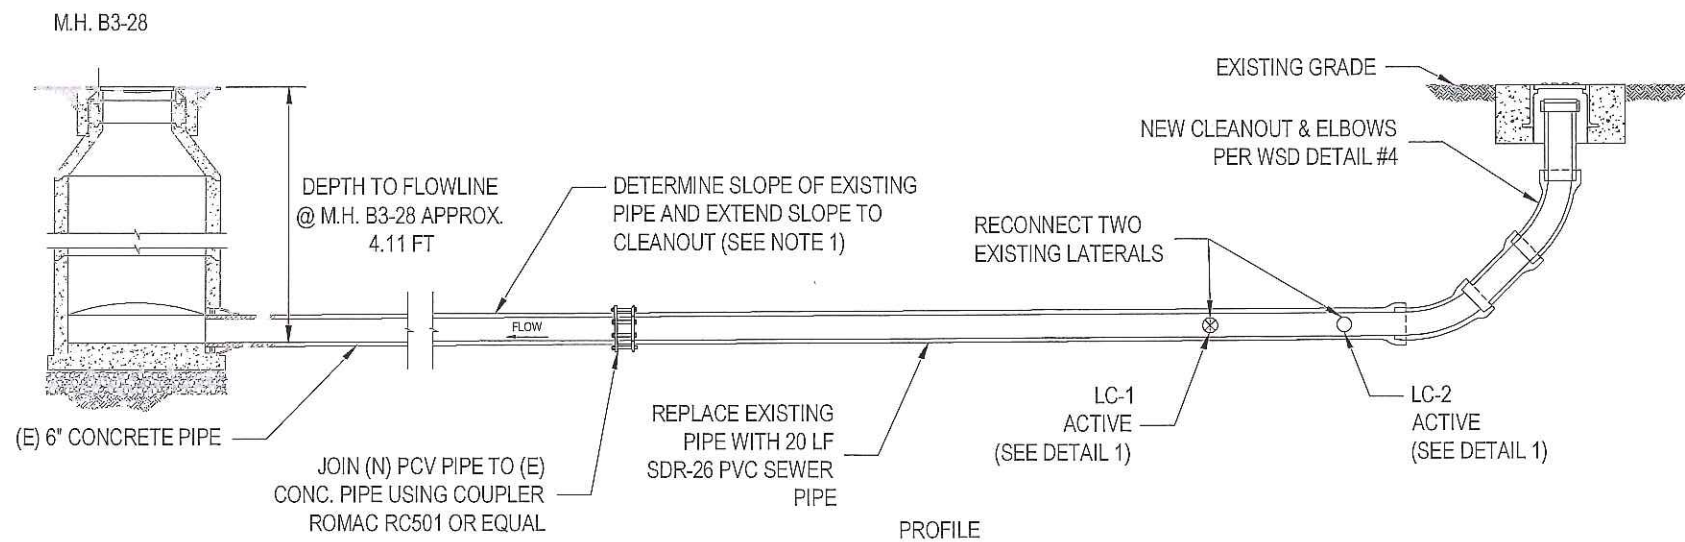 M.H. B3-28
EXISTING GRADE
NEW CLEANOUT & ELBOWS
PER WSD DETAIL #4
DEPTH TO FLOWLINE
@ M.H. B3-28 APPROX.
4.11 FT
DETERMINE SLOPE OF EXISTING
PIPE AND EXTEND SLOPE TO
CLEANOUT (SEE NOTE 1)
RECONNECT TWO
EXISTING LATERALS
FLOW
(E) 6" CONCRETE PIPE
JOIN (N) PCV PIPE TO (E)
CONC. PIPE USING COUPLER
ROMAC RC501 OR EQUAL
REPLACE EXISTING
PIPE WITH 20 LF
SDR-26 PVC SEWER
PIPE
LC-1
ACTIVE
(SEE DETAIL 1)
LC-2
ACTIVE
(SEE DETAIL 1)
PROFILE